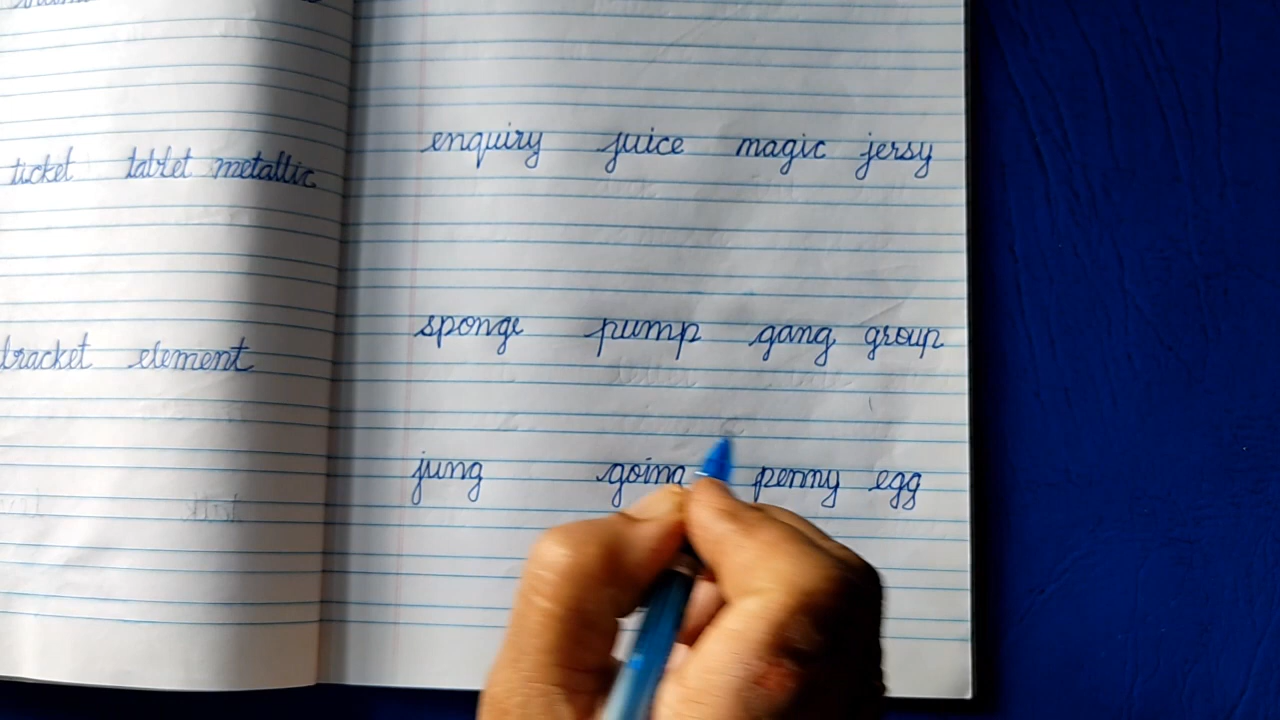 ticket tablet metallic
bracket element
enquiry juice magic jersy
sponge pump gang group
jung going penny egg